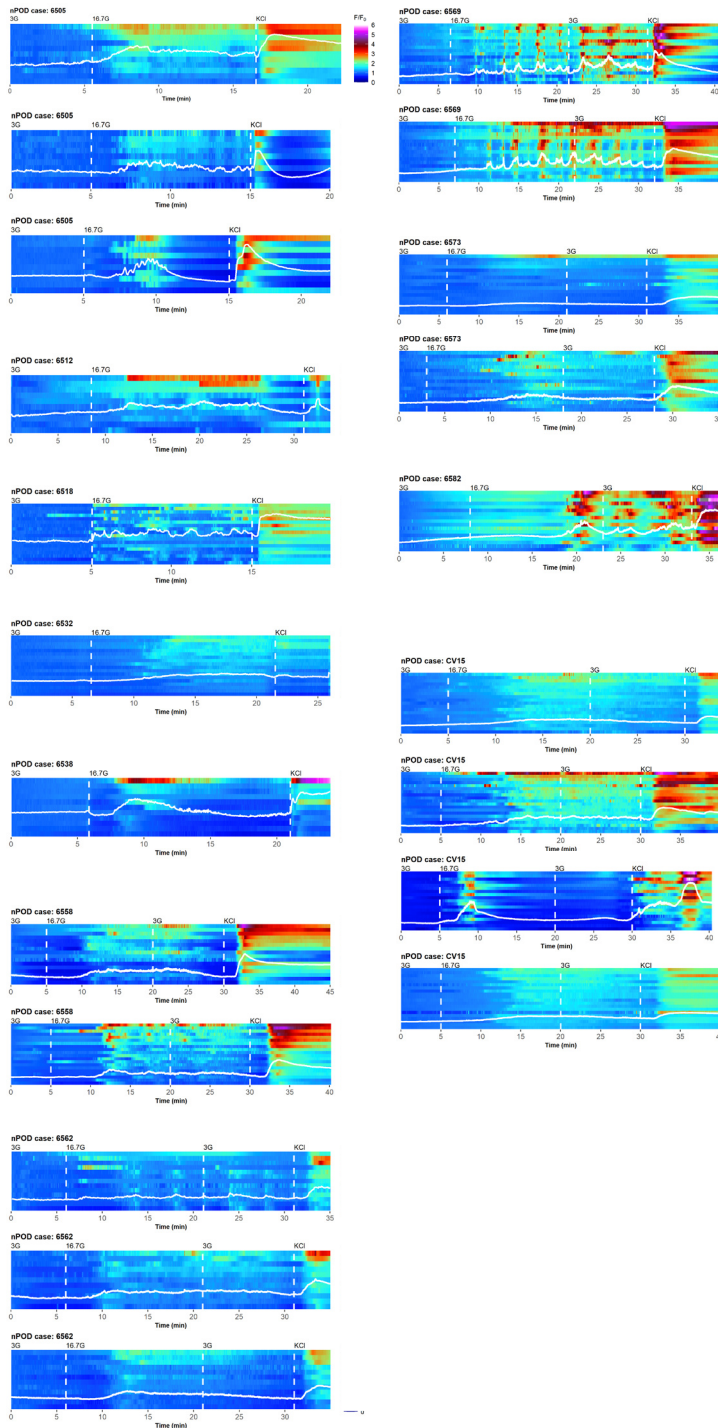 nPOD case: 6505
3G 16.7G KCl F/F0
6
5
4
3
2
1
0
0 5 10 15 20
Time (min)
nPOD case: 6505
3G 16.7G KCl
0 5 10 15 20
Time (min)
nPOD case: 6505
3G 16.7G KCl
0 5 10 15 20
Time (min)
nPOD case: 6512
3G 16.7G KCl
0 5 10 15 20 25 30
Time (min)
nPOD case: 6518
3G 16.7G KCl
0 5 10 15
Time (min)
nPOD case: 6532
3G 16.7G KCl
0 5 10 15 20 25
Time (min)
nPOD case: 6538
3G 16.7G KCl
0 5 10 15 20
Time (min)
nPOD case: 6558
3G 16.7G 3G KCl
0 5 10 15 20 25 30 35 40 45
Time (min)
nPOD case: 6558
3G 16.7G 3G KCl
0 5 10 15 20 25 30 35 40
Time (min)
nPOD case: 6562
3G 16.7G 3G KCl
0 5 10 15 20 25 30 35
Time (min)
nPOD case: 6562
3G 16.7G 3G KCl
0 5 10 15 20 25 30
Time (min)
nPOD case: 6562
3G 16.7G 3G KCl
0 5 10 15 20 25 30
Time (min)
nPOD case: 6569
3G 16.7G 3G KCl
0 5 10 15 20 25 30 35 40
Time (min)
nPOD case: 6569
3G 16.7G 3G KCl
0 5 10 15 20 25 30 35
Time (min)
nPOD case: 6573
3G 16.7G 3G KCl
0 5 10 15 20 25 30 35
Time (min)
nPOD case: 6573
3G 16.7G 3G KCl
0 5 10 15 20 25 30
Time (min)
nPOD case: 6582
3G 16.7G 3G KCl
0 5 10 15 20 25 30 35
Time (min)
nPOD case: CV15
3G 16.7G 3G KCl
0 5 10 15 20 25 30
Time (min)
nPOD case: CV15
3G 16.7G 3G KCl
0 5 10 15 20 25 30 35
Time (min)
nPOD case: CV15
3G 16.7G 3G KCl
0 5 10 15 20 25 30 35 40
Time (min)
nPOD case: CV15
3G 16.7G 3G KCl
0 5 10 15 20 25 30 35 40
Time (min)